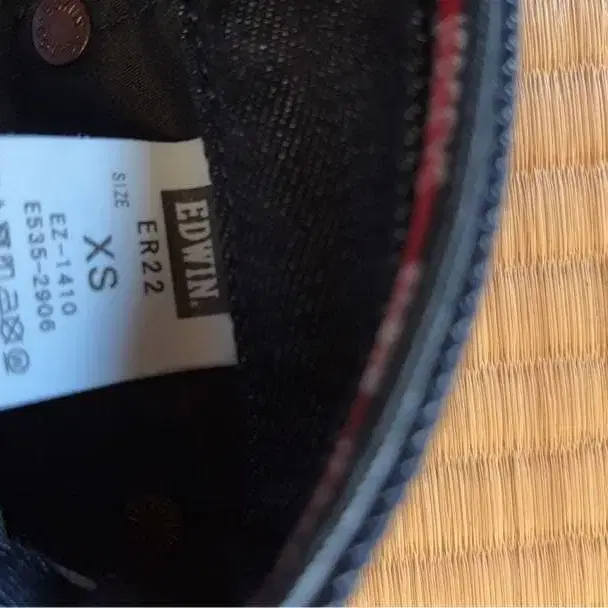 EDWIN.
ER22
SIZE
XS
EZ-1410
E535-2906